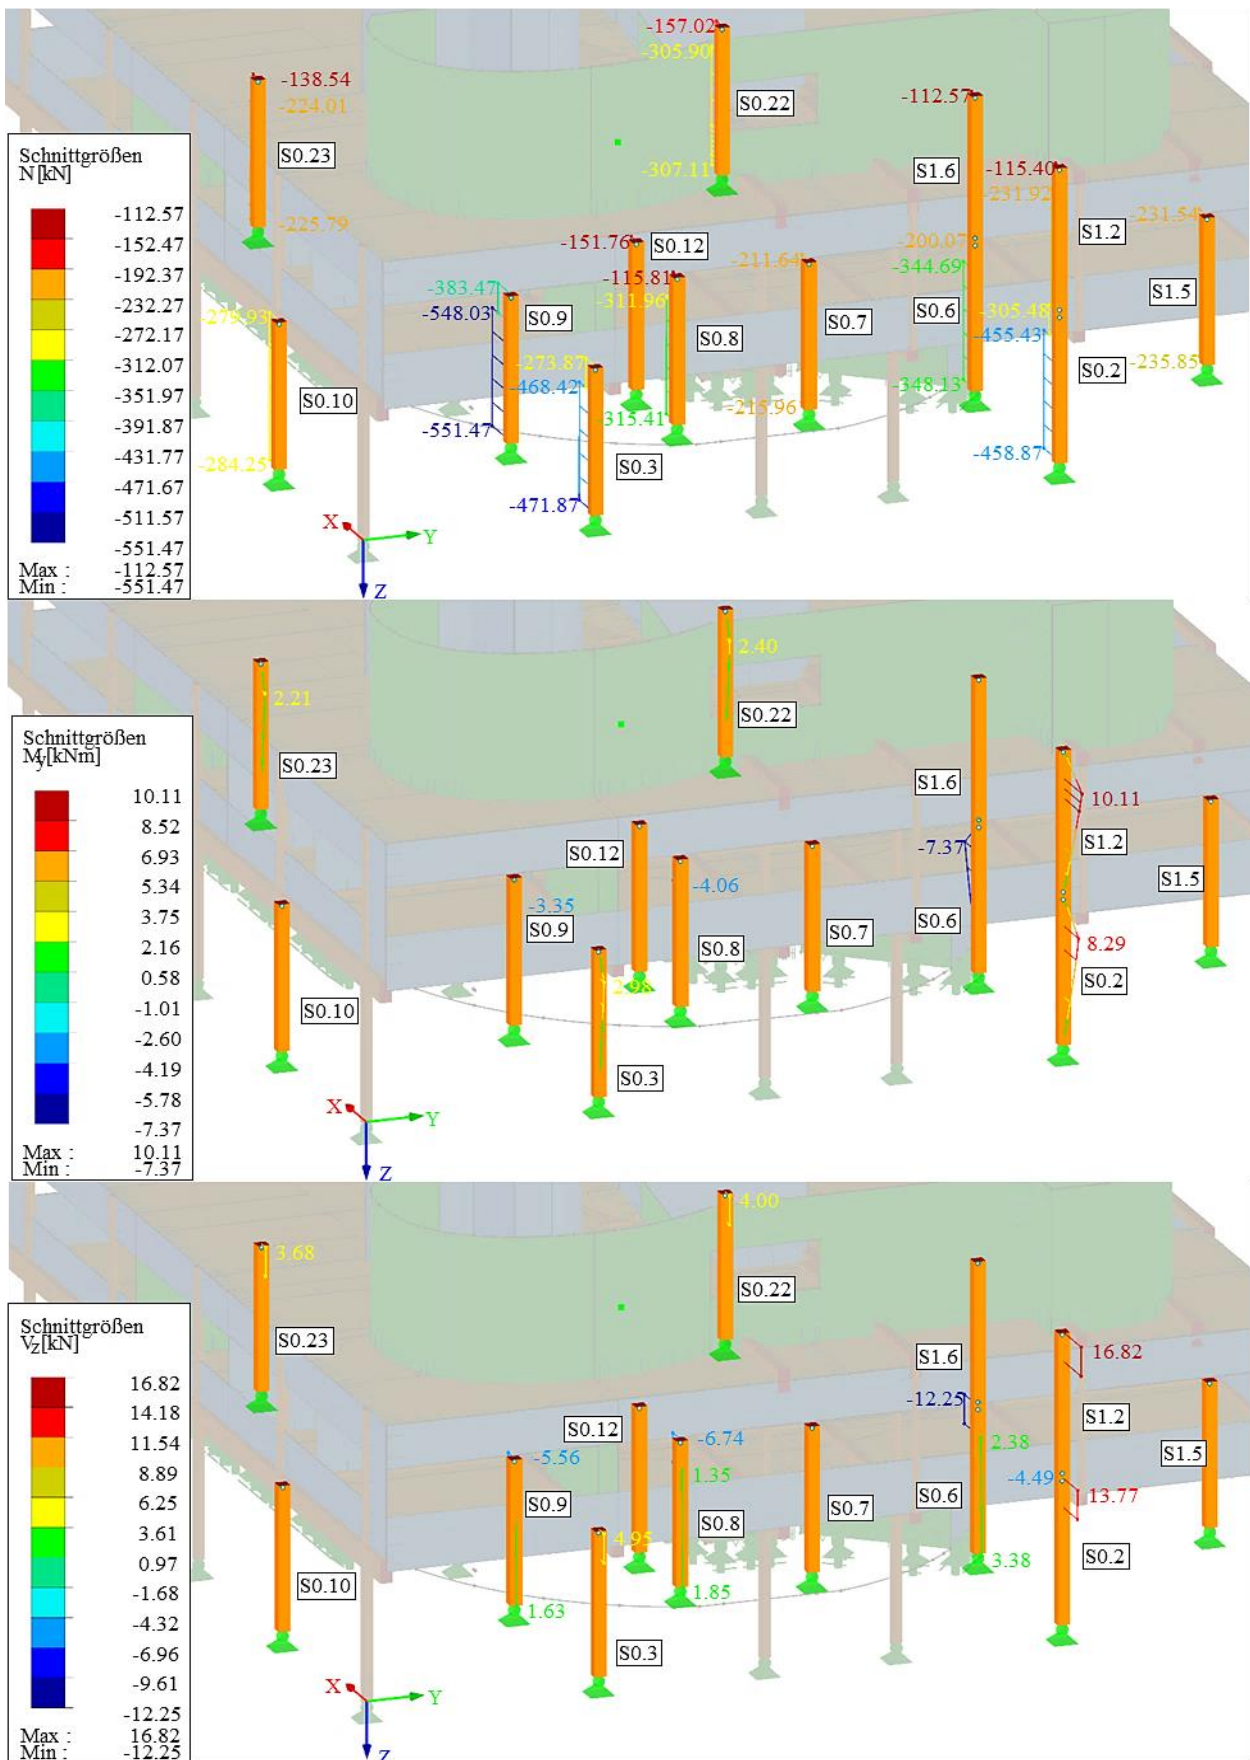 -157.02
-305.90
-138.54
-224.01
S0.22
-112.57
Schnittgrößen
N [kN]
S0.23
-307.11
S1.6
-115.40
-231.92
-112.57
-152.47
-192.37
-232.27
-272.17
-312.07
-351.97
-391.87
-431.77
-471.67
-511.57
-551.47
Max :
-112.57
Min :
-551.47
-225.79
-151.76
S0.12
-200.07
S1.2
-231.54
-211.64
-344.69
-115.81
-383.47
-311.96
S1.5
-548.03
S0.9
S0.6
-305.48
-279.93
S0.7
-455.43
S0.8
-273.87
-235.85
S0.2
-468.42
-348.13
S0.10
-215.96
-315.41
-551.47
-458.87
-284.25
S0.3
-471.87
X
Y
Z
2.40
2.21
S0.22
Schnittgrößen
My[kNm]
S0.23
S1.6
10.11
10.11
8.52
6.93
5.34
3.75
2.16
0.58
-1.01
-2.60
-4.19
-5.78
-7.37
Max :
10.11
Min :
-7.37
S1.2
-7.37
S0.12
S1.5
-4.06
-3.35
S0.9
S0.6
S0.7
8.29
S0.8
S0.2
2.98
S0.10
S0.3
X
Y
Z
4.00
3.68
S0.22
S0.23
Schnittgrößen
Vz[kN]
16.82
S1.6
16.82
14.18
11.54
8.89
6.25
3.61
0.97
-1.68
-4.32
-6.96
-9.61
-12.25
Max :
16.82
Min :
-12.25
-12.25
S1.2
S0.12
-6.74
2.38
S1.5
-5.56
1.35
-4.49
S0.6
13.77
S0.9
S0.7
S0.8
4.95
S0.2
3.38
S0.10
1.85
1.63
S0.3
X
Y
Z